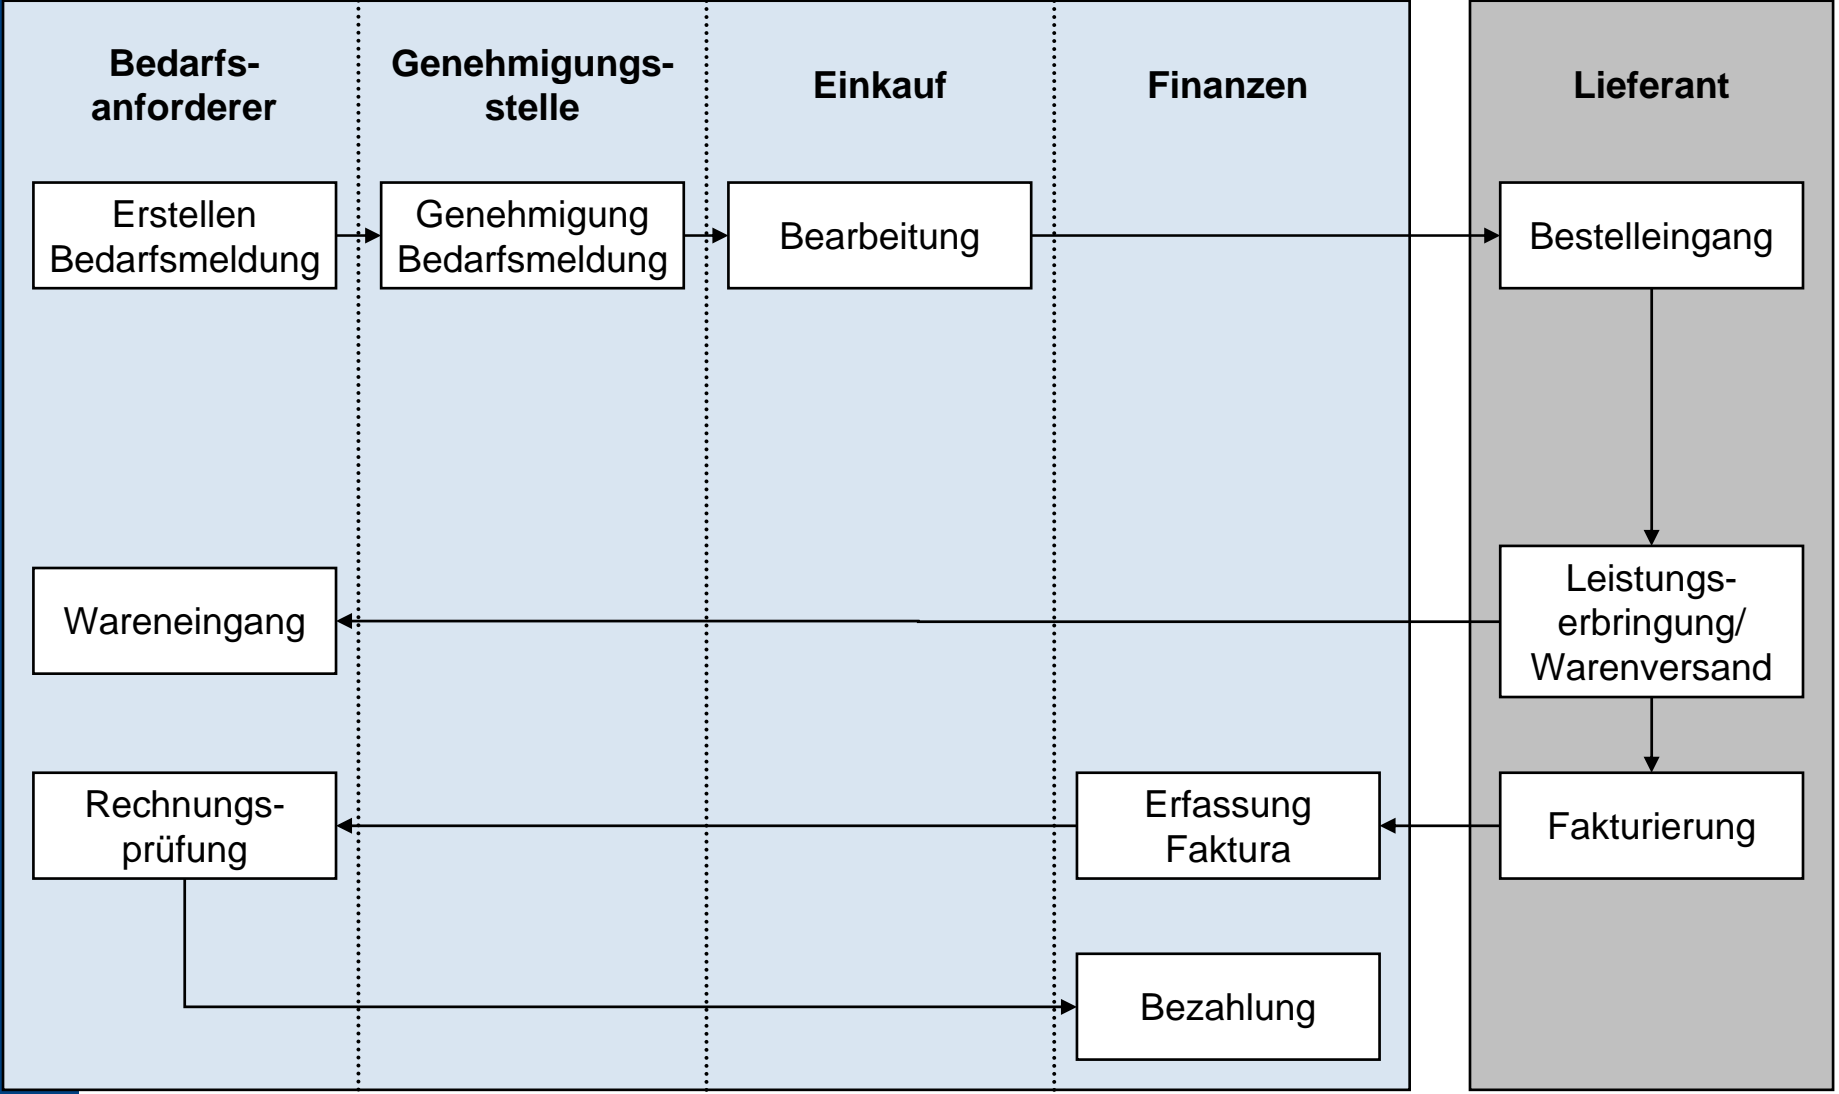 Bedarfs-
anforderer
Genehmigungs-
stelle
Einkauf
Finanzen
Lieferant
Erstellen
Bedarfsmeldung
Genehmigung
Bedarfsmeldung
Bearbeitung
Bestelleingang
Wareneingang
Leistungs-
erbringung/
Warenversand
Rechnungs-
prüfung
Erfassung
Faktura
Fakturierung
Bezahlung